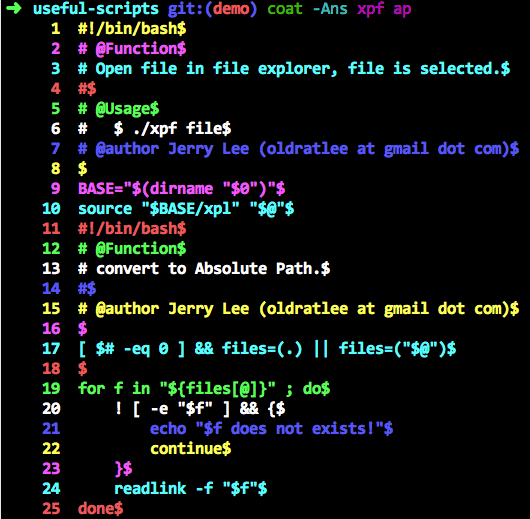 ➜ useful-scripts git:(demo) coat -Ans xpf ap
     1  #!/bin/bash$
     2  # @Function$
     3  # Open file in file explorer, file is selected.$
     4  #$
     5  # @Usage$
     6  #   $ ./xpf file$
     7  # @author Jerry Lee (oldratlee at gmail dot com)$
     8  $
     9  BASE="$(dirname "$0")"$
    10  source "$BASE/xpl" "$@"$
    11  #!/bin/bash$
    12  # @Function$
    13  # convert to Absolute Path.$
    14  #$
    15  # @author Jerry Lee (oldratlee at gmail dot com)$
    16  $
    17  [ $# -eq 0 ] && files=(.) || files=("$@")$
    18  $
    19  for f in "${files[@]}" ; do$
    20      ! [ -e "$f" ] && {$
    21          echo "$f does not exists!"$
    22          continue$
    23      }$
    24      readlink -f "$f"$
    25  done$